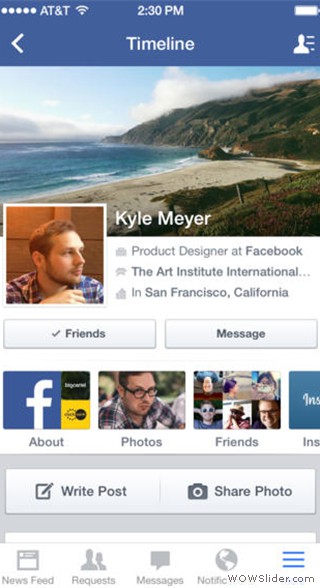 AT&T 2:30 PM
Timeline
Kyle Meyer
Product Designer at Facebook
The Art Institute International...
In San Francisco, California
Friends Message
About Photos Friends Ins
Write Post Share Photo
News Feed Requests Messages Notific
WOWSlider.com